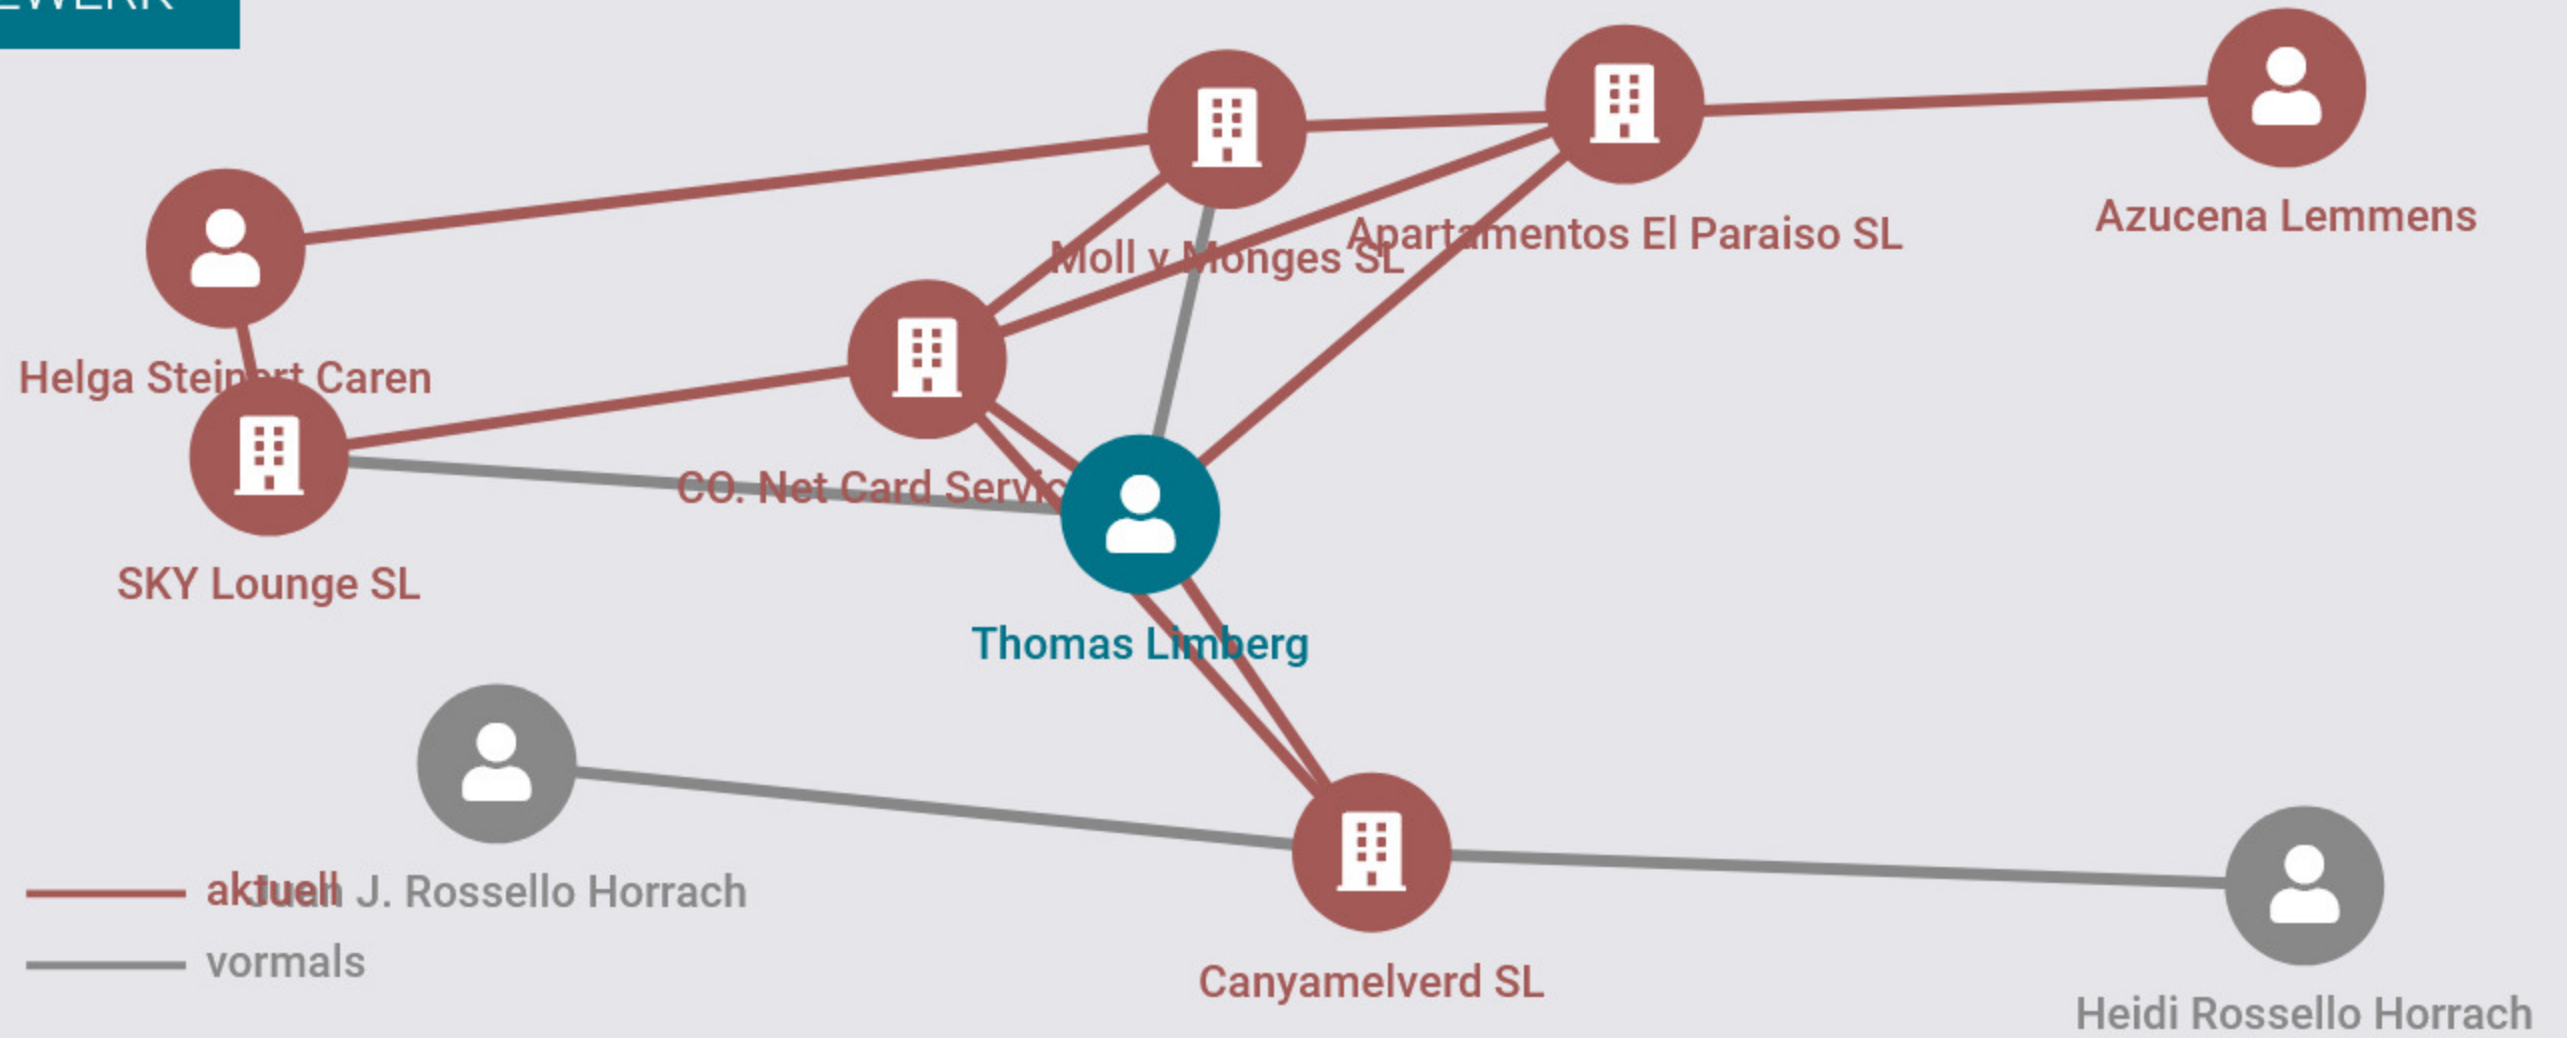 Azucena Lemmens
Apartamentos El Paraiso SL
Moll y Monges SL
Helga Steinert Caren
CO. Net Card
SKY Lounge SL
Thomas Limberg
aktuell
Juan J. Rossello Horrach
vormals
Canyamelverd SL
Heidi Rossello Horrach